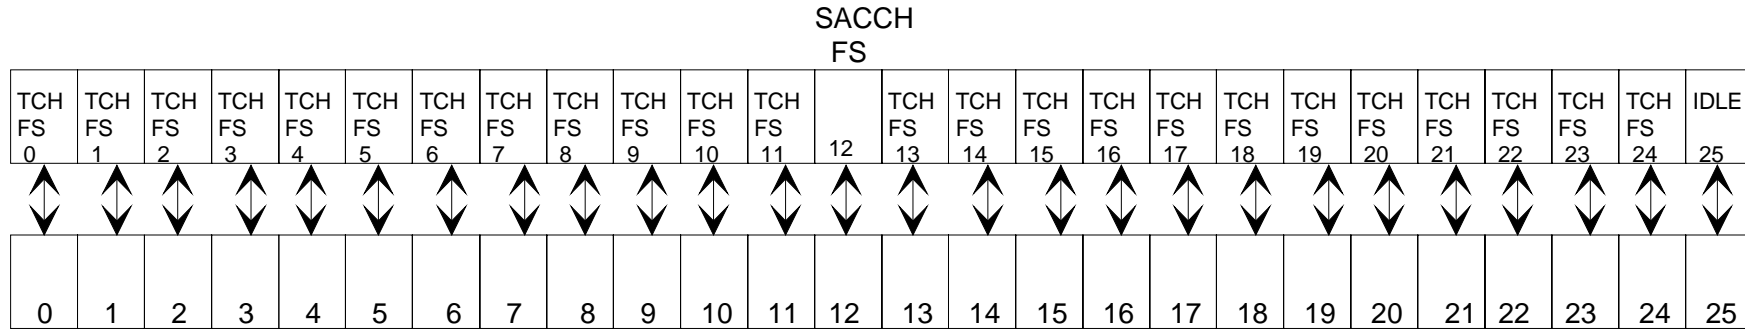 SACCH
FS
TCH TCH TCH TCH TCH TCH TCH TCH TCH TCH TCH TCH TCH TCH TCH TCH TCH TCH TCH TCH TCH TCH TCH TCH IDLE
FS FS FS FS FS FS FS FS FS FS FS FS FS FS FS FS FS FS FS FS FS FS FS FS
0 1 2 3 4 5 6 7 8 9 10 11 12 13 14 15 16 17 18 19 20 21 22 23 24 25
0 1 2 3 4 5 6 7 8 9 10 11 12 13 14 15 16 17 18 19 20 21 22 23 24 25